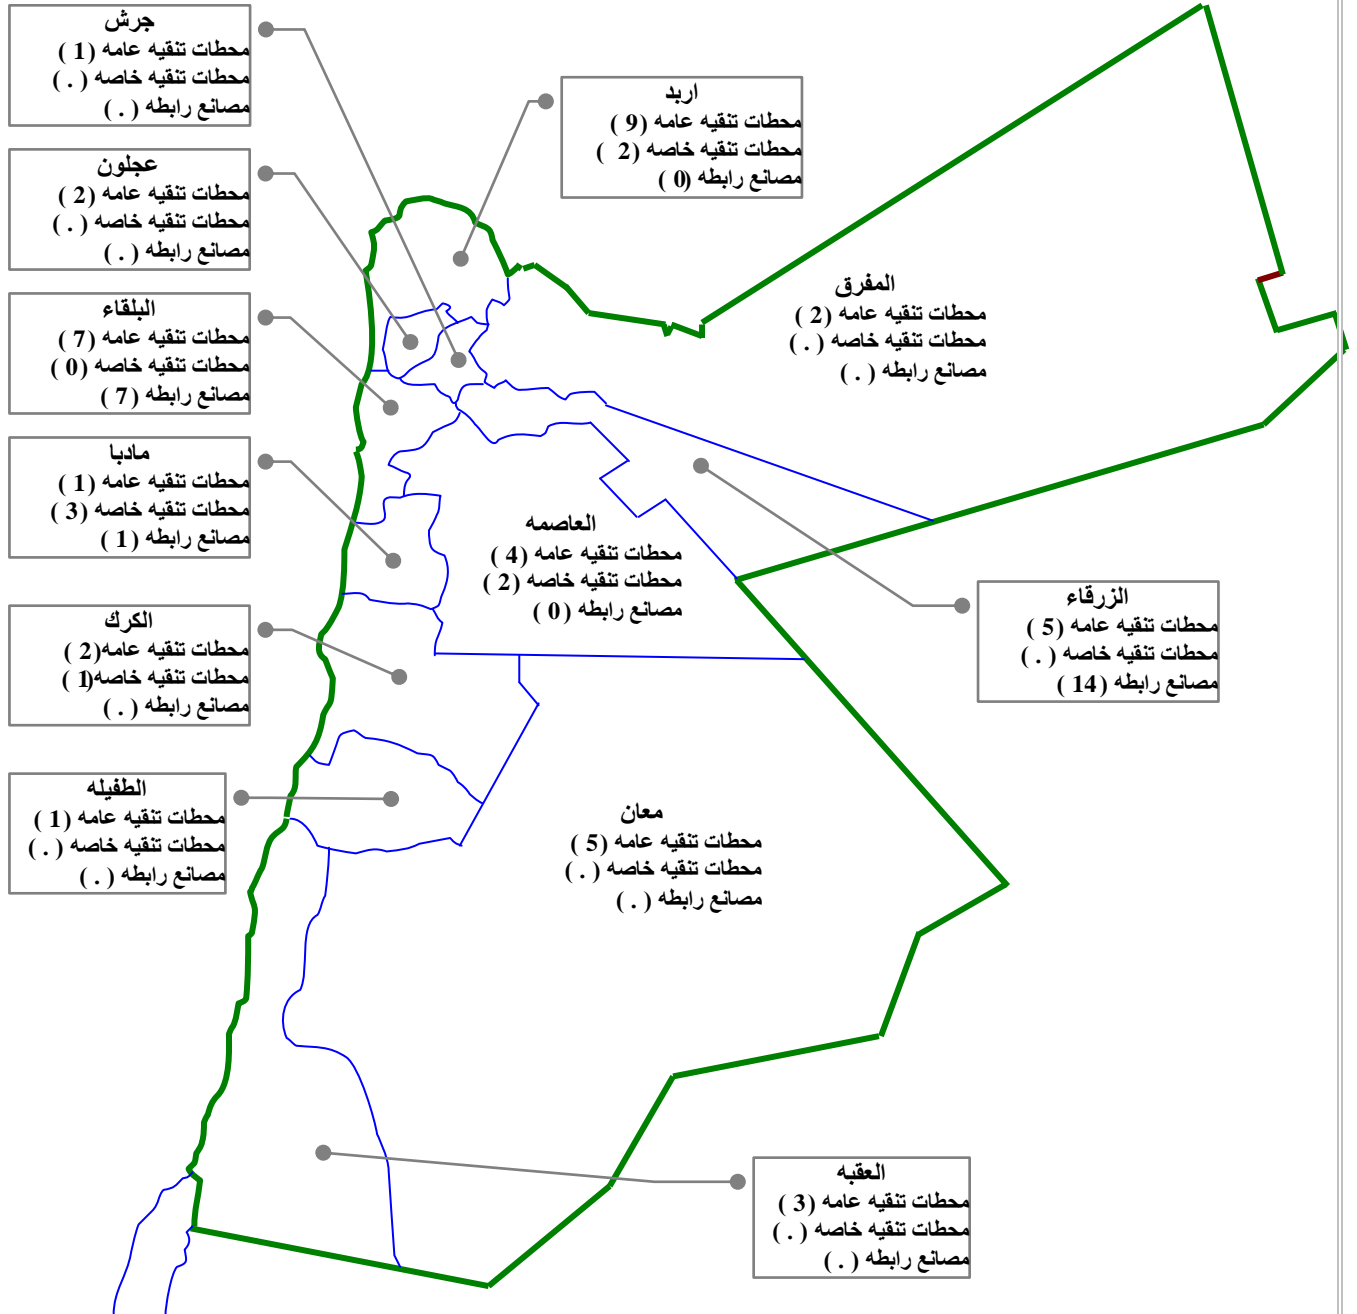 جرش
محطات تنقيه عامه (1 )
محطات تنقيه خاصه ( . )
مصانع رابطه ( . )
اربد
محطات تنقيه عامه (9 )
محطات تنقيه خاصه (2 )
مصانع رابطه (0 )
عجلون
محطات تنقيه عامه (2 )
محطات تنقيه خاصه ( . )
مصانع رابطه ( . )
المفرق
محطات تنقيه عامه (2 )
محطات تنقيه خاصه ( . )
مصانع رابطه ( . )
البلقاء
محطات تنقيه عامه (7 )
محطات تنقيه خاصه (0 )
مصانع رابطه (7 )
مادبا
محطات تنقيه عامه (1 )
محطات تنقيه خاصه (3 )
مصانع رابطه (1 )
العاصمه
محطات تنقيه عامه (4 )
محطات تنقيه خاصه (2 )
مصانع رابطه (0 )
الزرقاء
محطات تنقيه عامه (5 )
محطات تنقيه خاصه ( . )
مصانع رابطه (14 )
الكرك
محطات تنقيه عامه(2 )
محطات تنقيه خاصه(1 )
مصانع رابطه ( . )
الطفيله
محطات تنقيه عامه (1 )
محطات تنقيه خاصه ( . )
مصانع رابطه ( . )
معان
محطات تنقيه عامه (5 )
محطات تنقيه خاصه ( . )
مصانع رابطه ( . )
العقبه
محطات تنقيه عامه (3 )
محطات تنقيه خاصه ( . )
مصانع رابطه ( . )